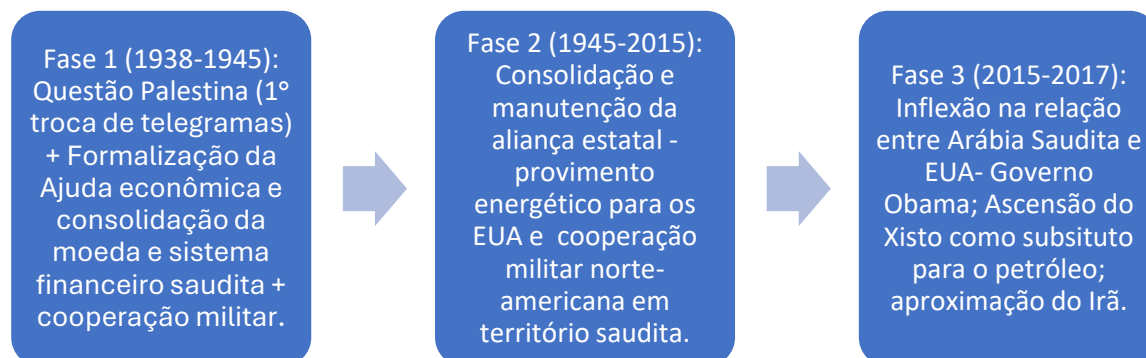 Fase 1 (1938-1945):
Questão Palestina (1°
troca de telegramas)
+ Formalização da
Ajuda econômica e
consolidação da
moeda e sistema
financeiro saudita +
cooperação militar.
Fase 2 (1945-2015):
Consolidação e
manutenção da
aliança estatal -
provimento
energético para os
EUA e cooperação
militar norte-
americana em
território saudita.
Fase 3 (2015-2017):
Inflexão na relação
entre Arábia Saudita e
EUA- Governo
Obama; Ascensão do
Xisto como subsituto
para o petróleo;
aproximação do Irã.